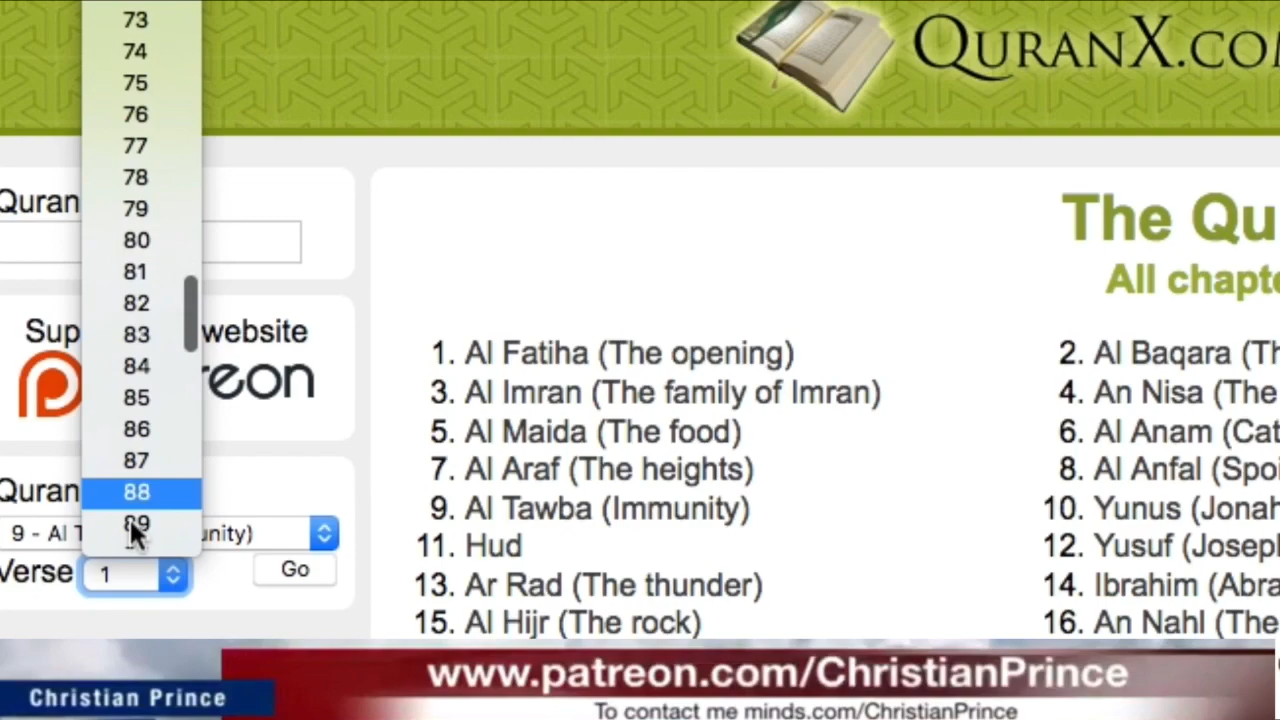 73
74
75
76
77
78
79
80
81
82
83
84
85
86
87
88
89
QURANX.COM
Quran
Sup website
reon
Quran
9 - Al T unity)
Verse 1 Go
The Qu
All chapte
1. Al Fatiha (The opening)
2. Al Baqara (Th
3. Al Imran (The family of Imran)
4. An Nisa (The
5. Al Maida (The food)
6. Al Anam (Cat
7. Al Araf (The heights)
8. Al Anfal (Spoi
9. Al Tawba (Immunity)
10. Yunus (Jonah
11. Hud
12. Yusuf (Joseph
13. Ar Rad (The thunder)
14. Ibrahim (Abra
15. Al Hijr (The rock)
16. An Nahl (The
www.patreon.com/ChristianPrince
Christian Prince
To contact me minds.com/ChristianPrince